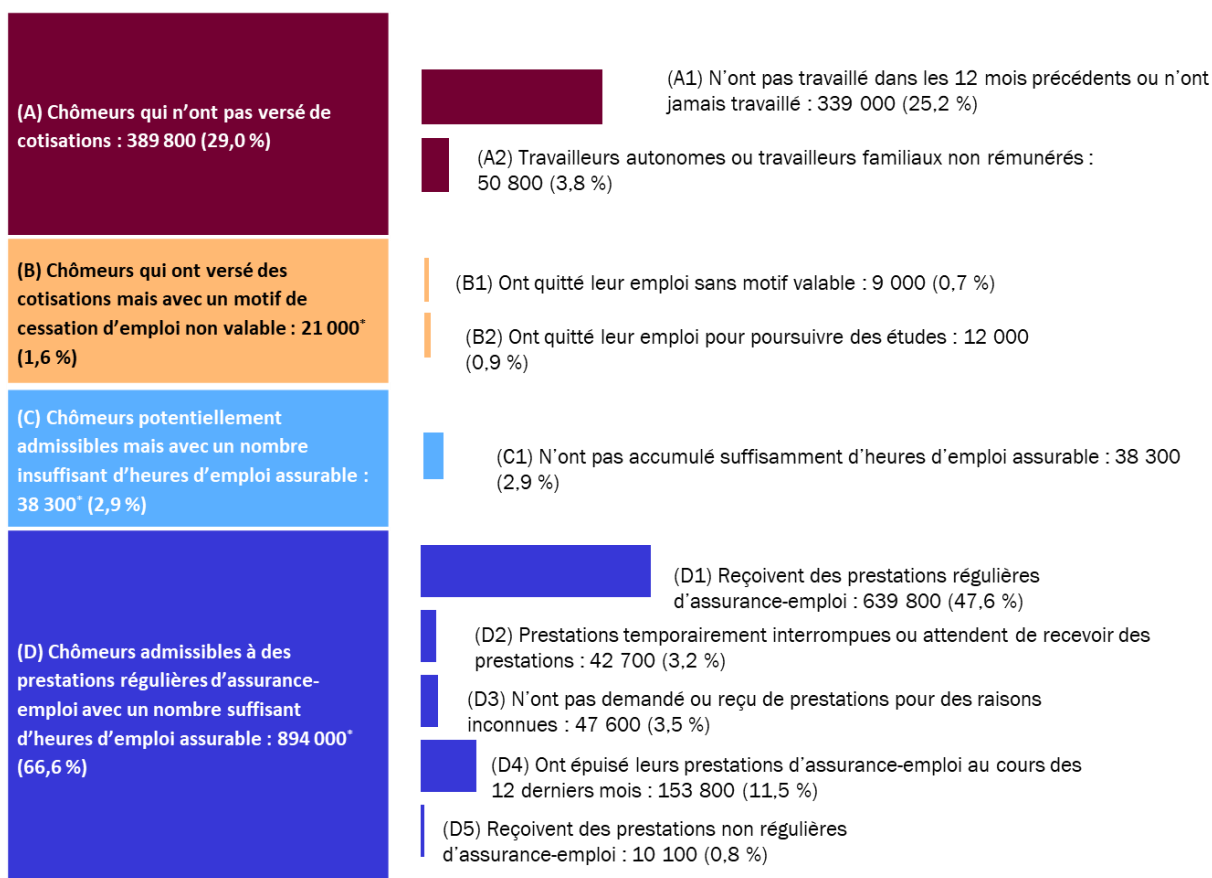 (A) Chômeurs qui n’ont pas versé de
cotisations : 389 800 (29,0 %)
(A1) N’ont pas travaillé dans les 12 mois précédents ou n’ont
jamais travaillé : 339 000 (25,2 %)
(A2) Travailleurs autonomes ou travailleurs familiaux non rémunérés :
50 800 (3,8 %)
(B) Chômeurs qui ont versé des
cotisations mais avec un motif de
cessation d’emploi non valable : 21 000*
(1,6 %)
(B1) Ont quitté leur emploi sans motif valable : 9 000 (0,7 %)
(B2) Ont quitté leur emploi pour poursuivre des études : 12 000
(0,9 %)
(C) Chômeurs potentiellement
admissibles mais avec un nombre
insuffisant d’heures d’emploi assurable :
38 300* (2,9 %)
(C1) N’ont pas accumulé suffisamment d’heures d’emploi assurable : 38 300
(2,9 %)
(D) Chômeurs admissibles à des
prestations régulières d’assurance-
emploi avec un nombre suffisant
d’heures d’emploi assurable : 894 000*
(66,6 %)
(D1) Reçoivent des prestations régulières
d’assurance-emploi : 639 800 (47,6 %)
(D2) Prestations temporairement interrompues ou attendent de recevoir des
prestations : 42 700 (3,2 %)
(D3) N’ont pas demandé ou reçu de prestations pour des raisons
inconnues : 47 600 (3,5 %)
(D4) Ont épuisé leurs prestations d’assurance-emploi au cours des
12 derniers mois : 153 800 (11,5 %)
(D5) Reçoivent des prestations non régulières
d’assurance-emploi : 10 100 (0,8 %)